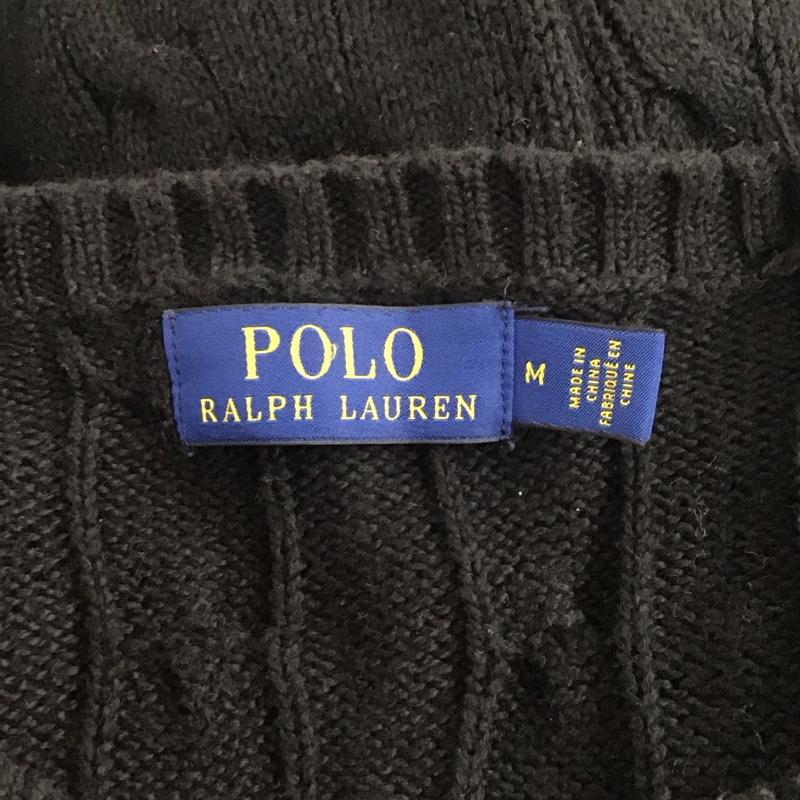 POLO
RALPH LAUREN
M
MADE IN
CHINA
FABRIQUÉ EN
CHINE